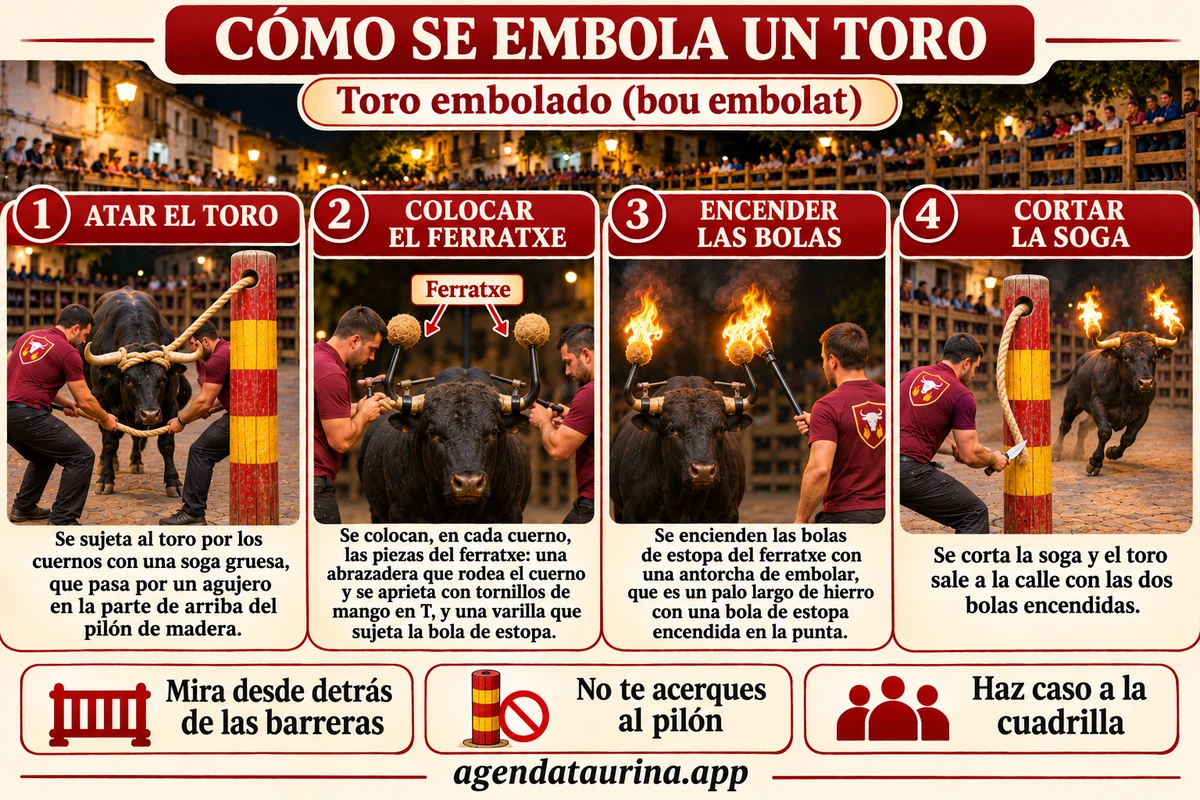 CÓMO SE EMBOLA UN TORO
Toro embolado (bou embolat)
1 ATAR EL TORO
Se sujeta al toro por los
cuernos con una soga gruesa,
que pasa por un agujero
en la parte de arriba del
pilón de madera.
2 COLOCAR
EL FERRATXE
Ferratxe
Se colocan, en cada cuerno,
las piezas del ferratxe: una
abrazadera que rodea el cuerno
y se aprieta con tornillos de
mango en T, y una varilla que
sujeta la bola de estopa.
3 ENCENDER
LAS BOLAS
Se encienden las bolas
de estopa del ferratxe con
una antorcha de embolar,
que es un palo largo de hierro
con una bola de estopa
encendida en la punta.
4 CORTAR
LA SOGA
Se corta la soga y el toro
sale a la calle con las dos
bolas encendidas.
Mira desde detrás
de las barreras
No te acerques
al pilón
Haz caso a la
cuadrilla
agendataurina.app